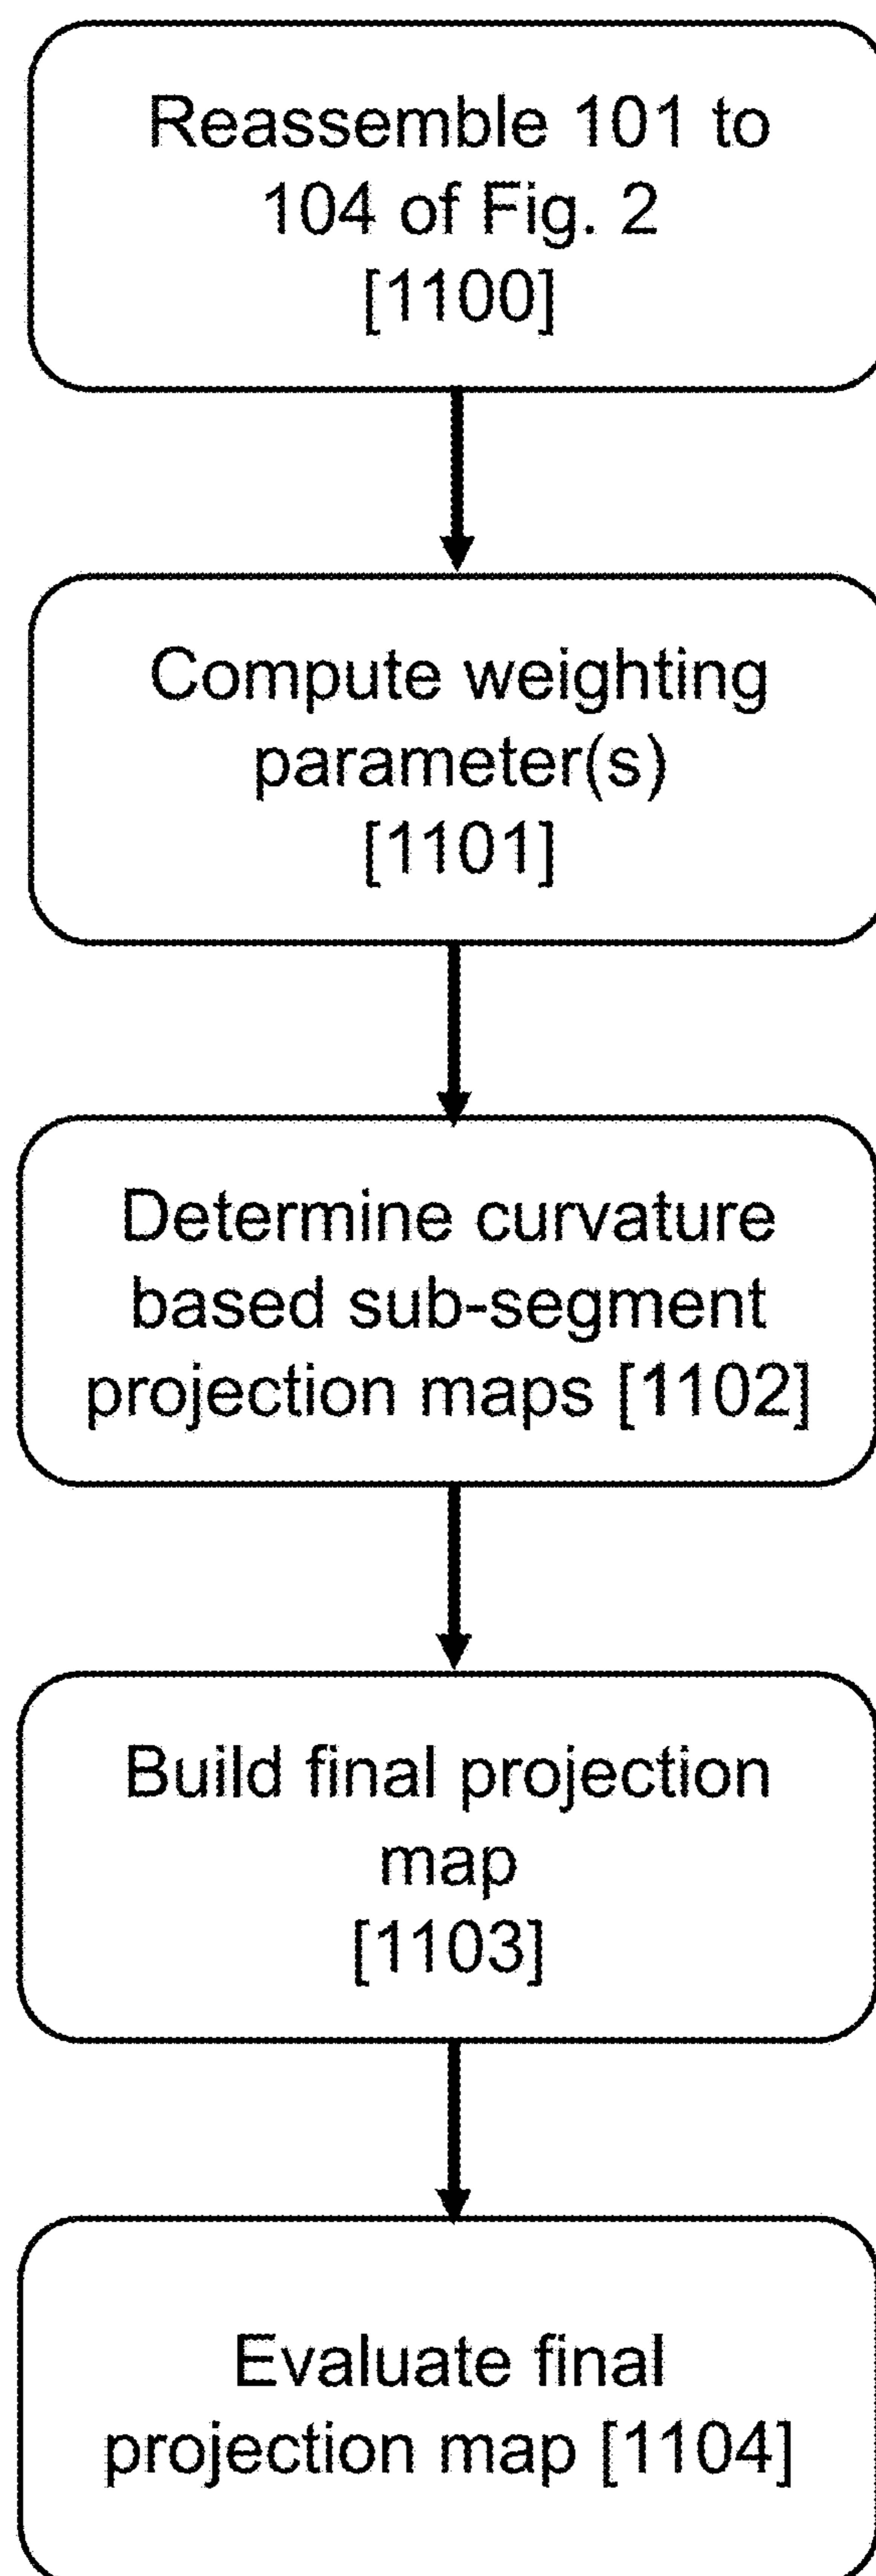 Reassemble 101 to
104 of Fig. 2
[1100]
Compute weighting
parameter(s)
[1101]
Determine curvature
based sub-segment
projection maps [1102]
Build final projection
map
[1103]
Evaluate final
projection map [1104]